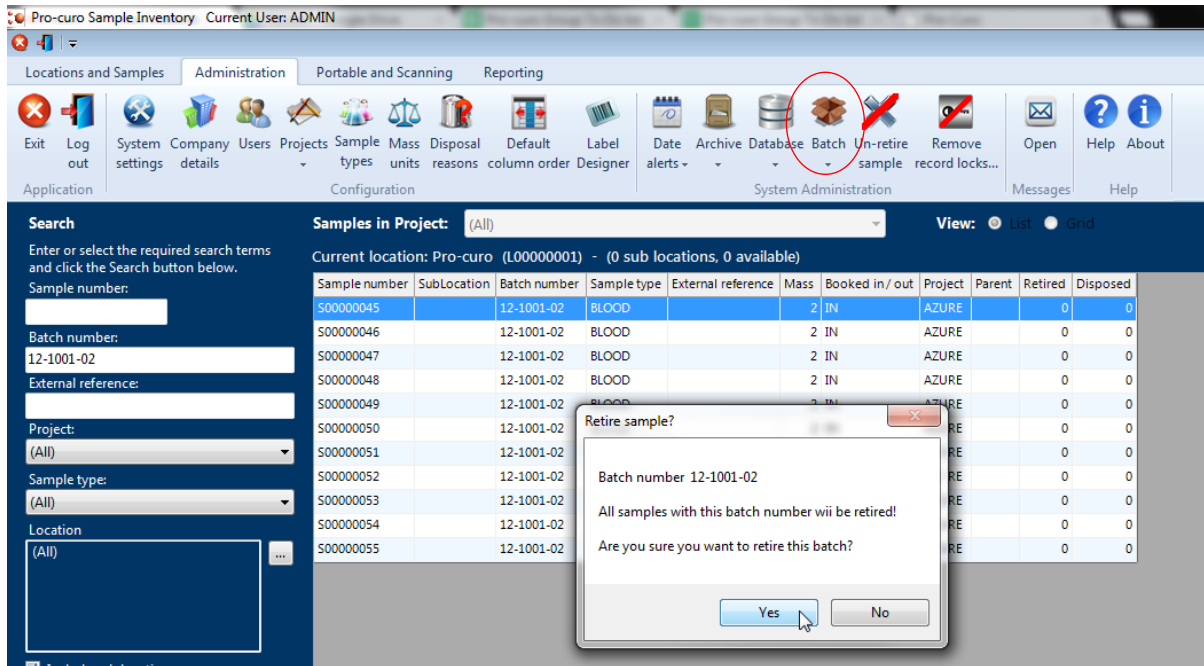 Pro-curo Sample Inventory Current User: ADMIN
Locations and Samples Administration Portable and Scanning Reporting
Exit Log out System settings Company details Users Projects Sample types Mass units Disposal reasons Default column order Label Designer Date alerts Archive Database Batch Un-retire sample Remove record locks... Open Help About
Application Configuration System Administration Messages Help
Search
Enter or select the required search terms
and click the Search button below.
Sample number:
Batch number:
12-1001-02
External reference:
Project:
(All)
Sample type:
(All)
Location
(All)
...
Samples in Project: (All) View: List Grid
Current location: Pro-curo (L00000001) - (0 sub locations, 0 available)
Sample number SubLocation Batch number Sample type External reference Mass Booked in / out Project Parent Retired Disposed
S00000045 12-1001-02 BLOOD 2 IN AZURE 0 0
S00000046 12-1001-02 BLOOD 2 IN AZURE 0 0
S00000047 12-1001-02 BLOOD 2 IN AZURE 0 0
S00000048 12-1001-02 BLOOD 2 IN AZURE 0 0
S00000049 12-1001-02 BLOOD 2 IN AZURE 0 0
S00000050 12-1001-02 RE 0 0
S00000051 12-1001-02 RE 0 0
S00000052 12-1001-02 RE 0 0
S00000053 12-1001-02 RE 0 0
S00000054 12-1001-02 RE 0 0
S00000055 12-1001-02 RE 0 0
Retire sample?
Batch number 12-1001-02
All samples with this batch number wii be retired!
Are you sure you want to retire this batch?
Yes No